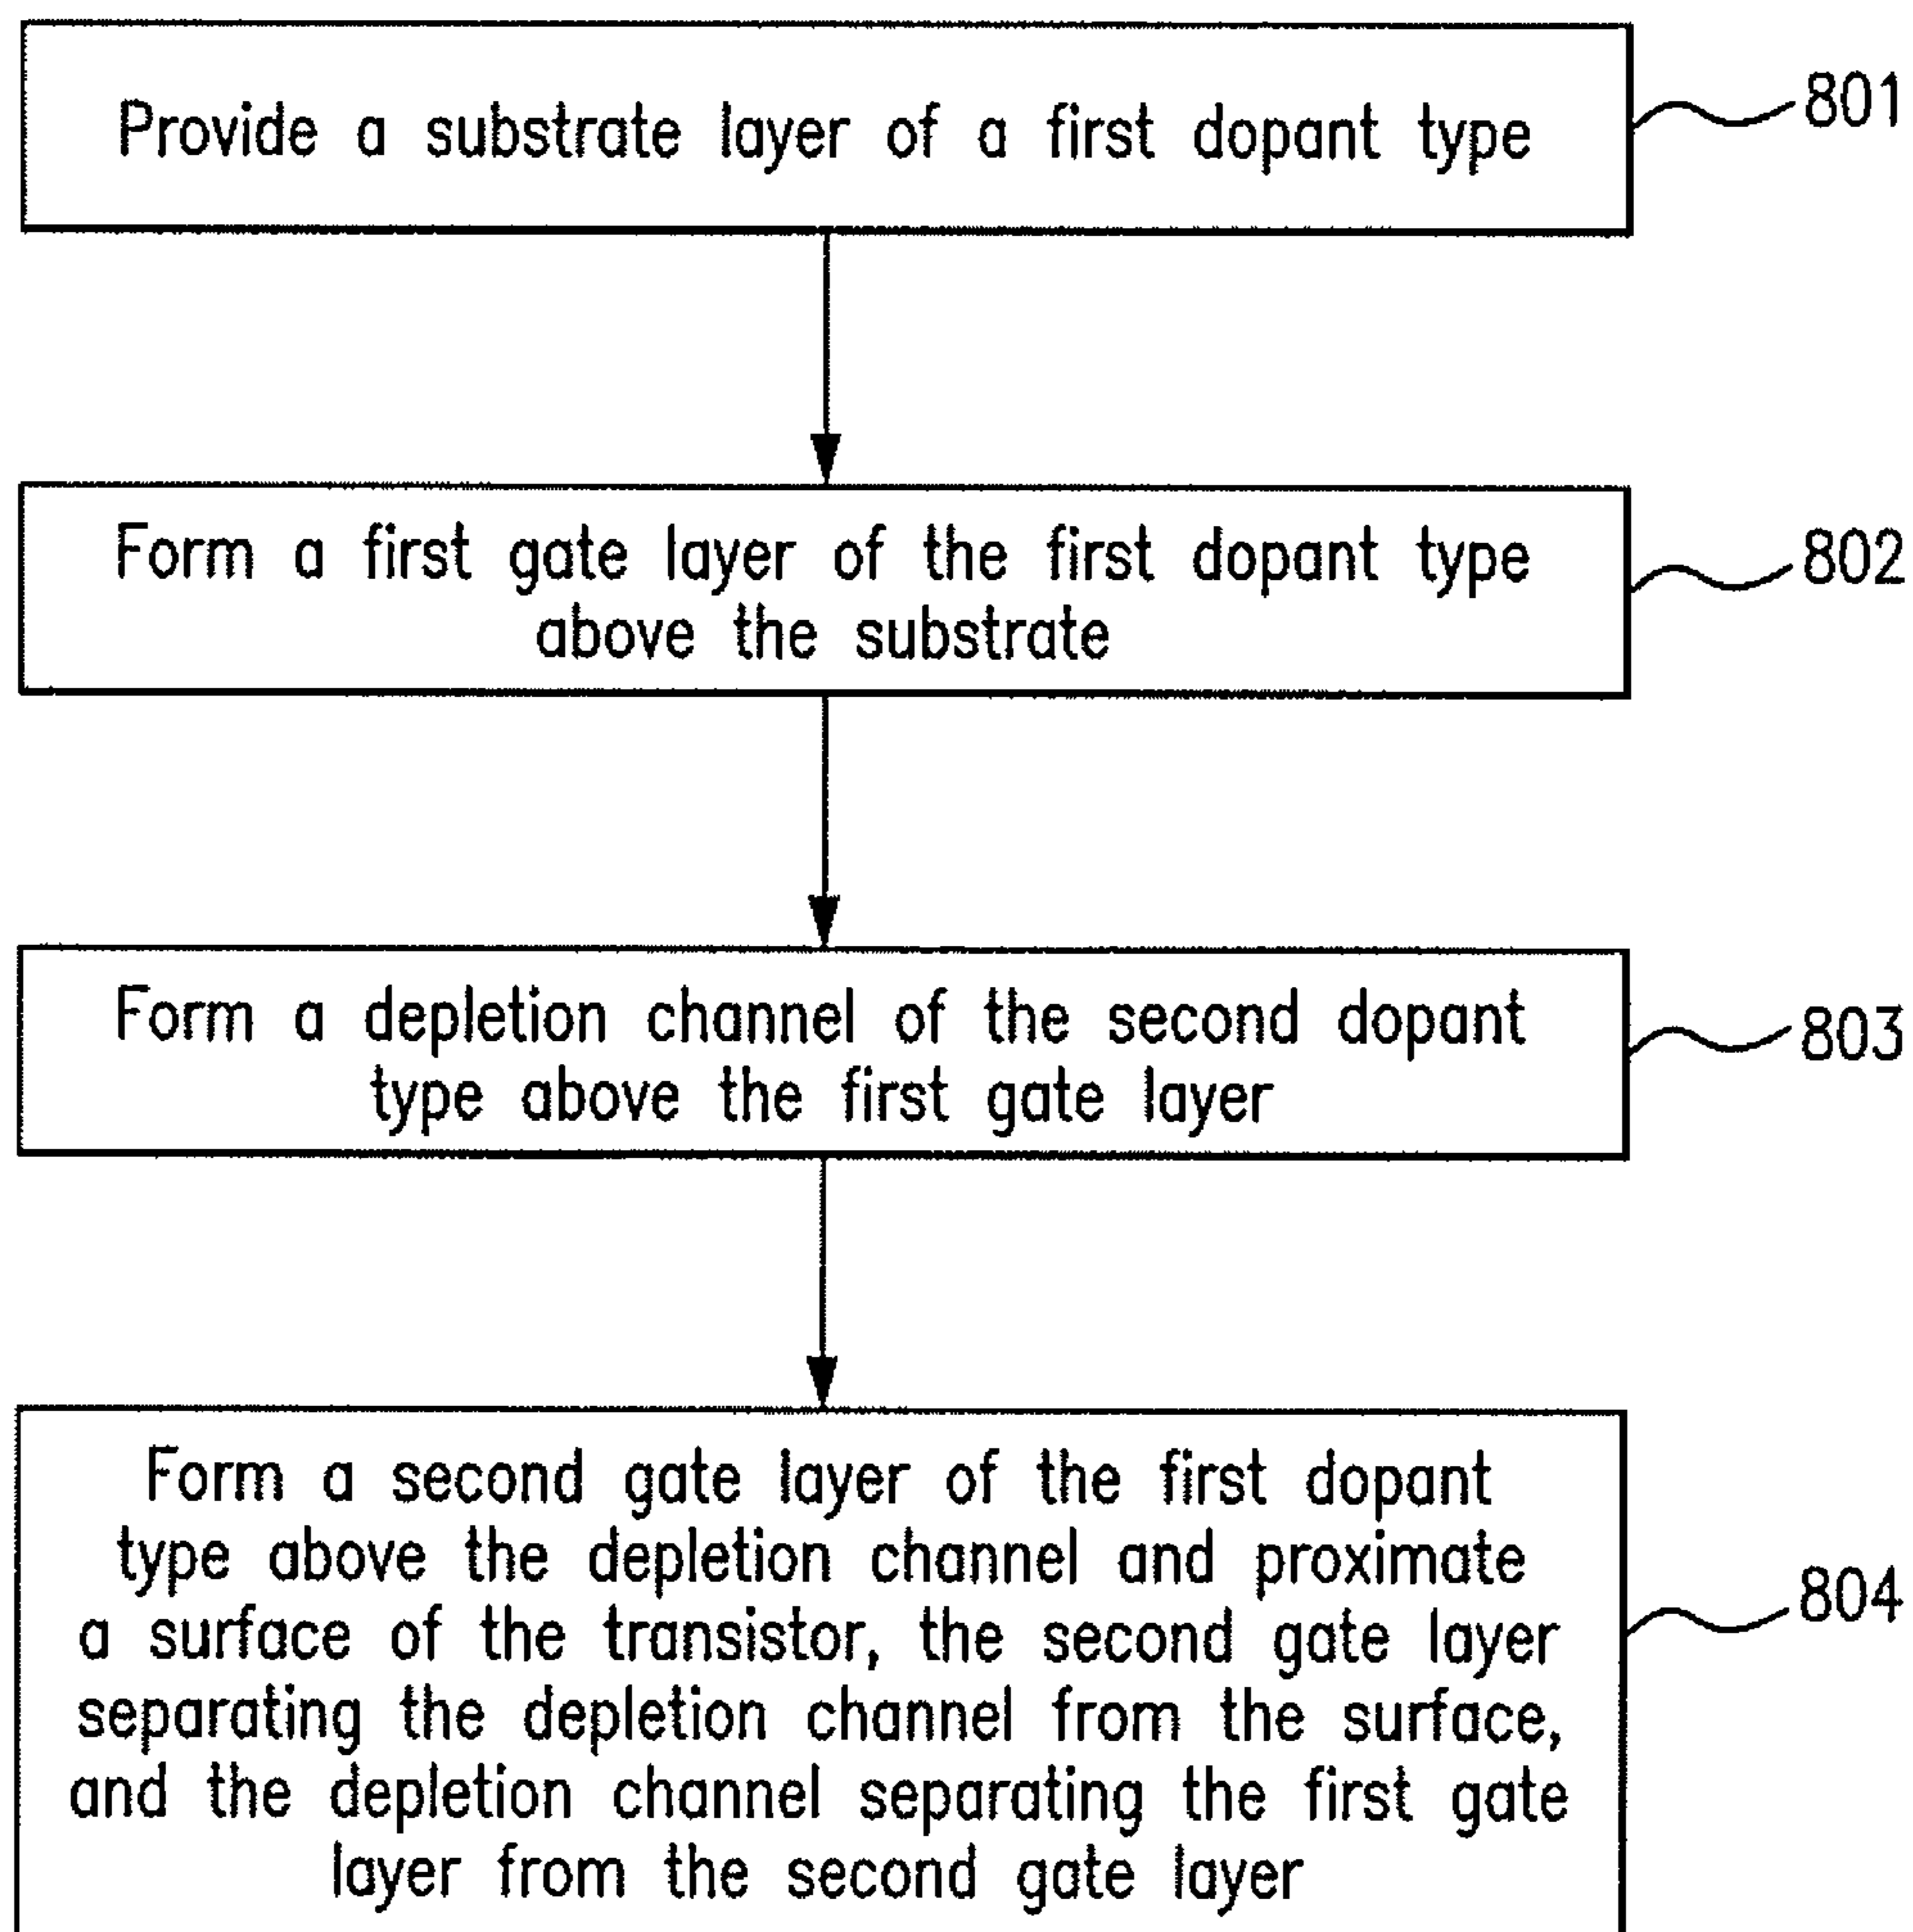 Provide a substrate layer of a first dopant type
801
Form a first gate layer of the first dopant type
above the substrate
802
Form a depletion channel of the second dopant
type above the first gate layer
803
Form a second gate layer of the first dopant
type above the depletion channel and proximate
a surface of the transistor, the second gate layer
separating the depletion channel from the surface,
and the depletion channel separating the first gate
layer from the second gate layer
804